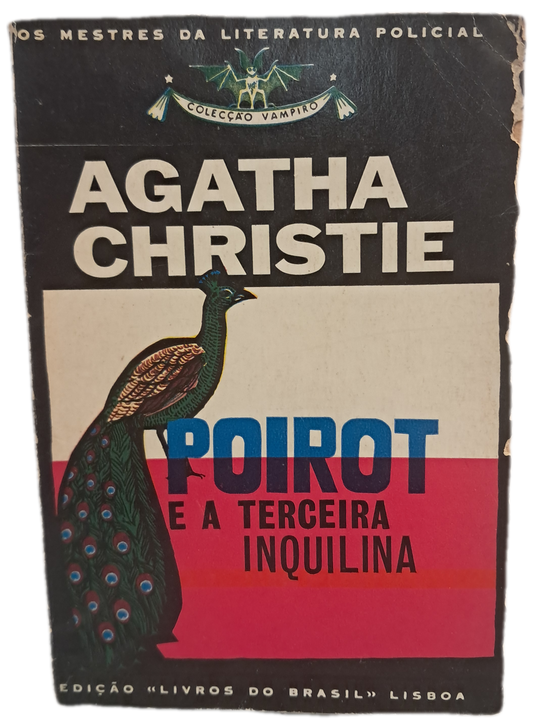 OS MESTRES DA LITERATURA POLICIAL
COLECÇÃO VAMPIRO
AGATHA
CHRISTIE
POIROT
E A TERCEIRA
INQUILINA
EDIÇÃO «LIVROS DO BRASIL» LISBOA